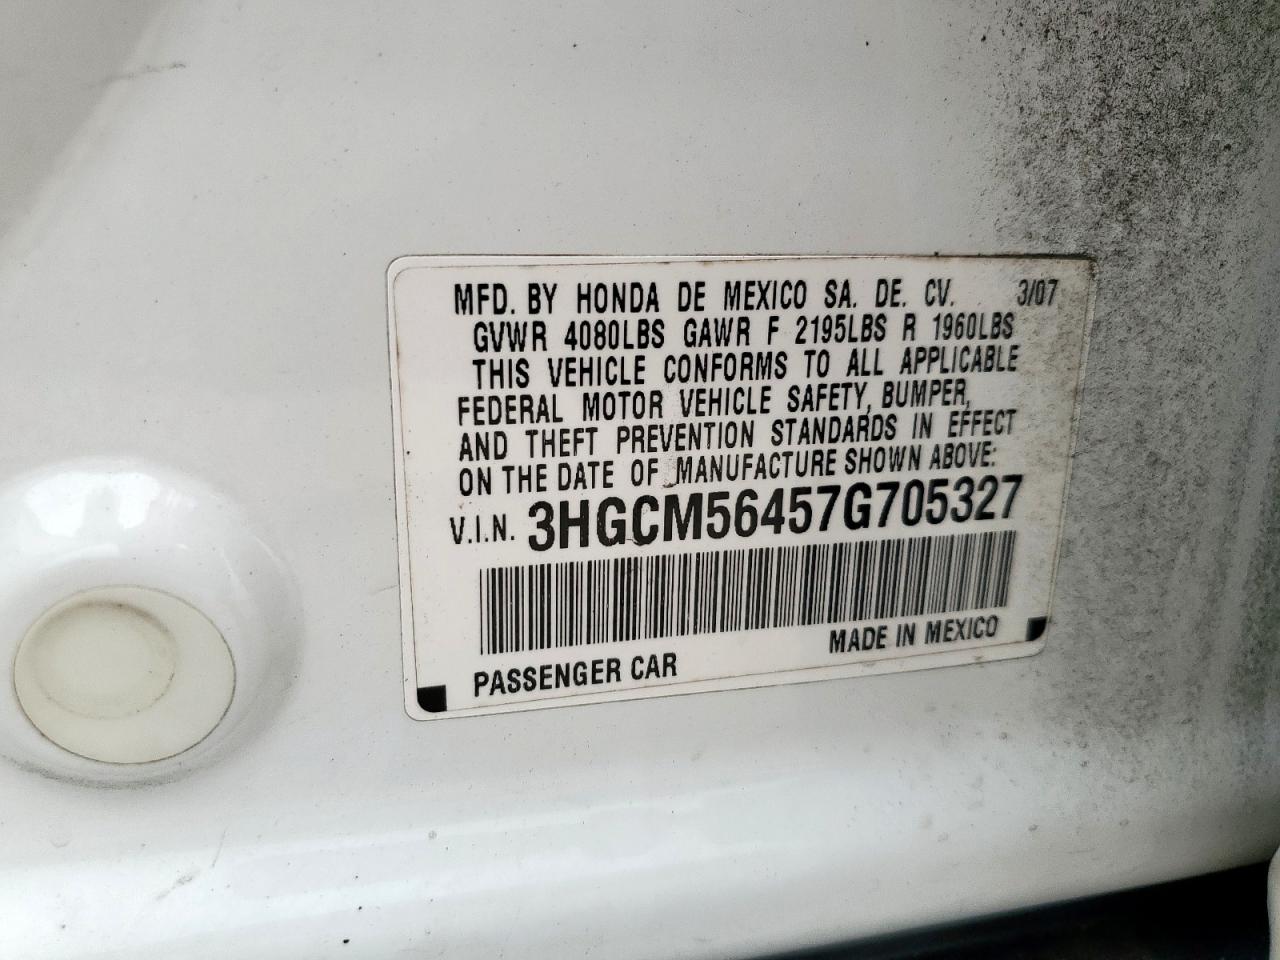 MFD. BY HONDA DE MEXICO SA. DE. CV. 3/07
GVWR 4080LBS GAWR F 2195LBS R 1960LBS
THIS VEHICLE CONFORMS TO ALL APPLICABLE
FEDERAL MOTOR VEHICLE SAFETY, BUMPER,
AND THEFT PREVENTION STANDARDS IN EFFECT
ON THE DATE OF MANUFACTURE SHOWN ABOVE:
V.I.N. 3HGCM56457G705327
MADE IN MEXICO
PASSENGER CAR